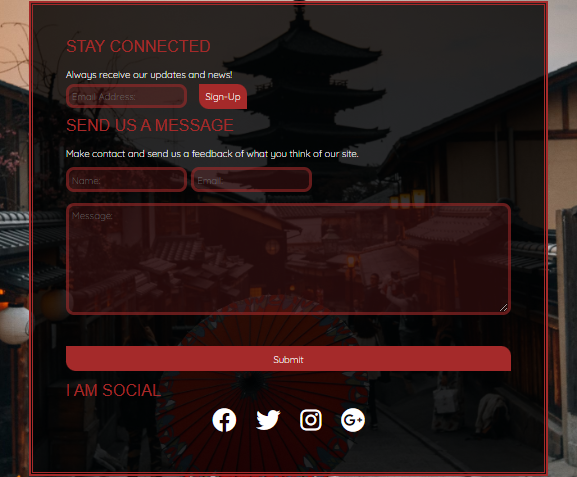 STAY CONNECTED
Always receive our updates and news!
Email Address:
Sign-Up
SEND US A MESSAGE
Make contact and send us a feedback of what you think of our site.
Name:
Email:
Message:
Submit
I AM SOCIAL
G+